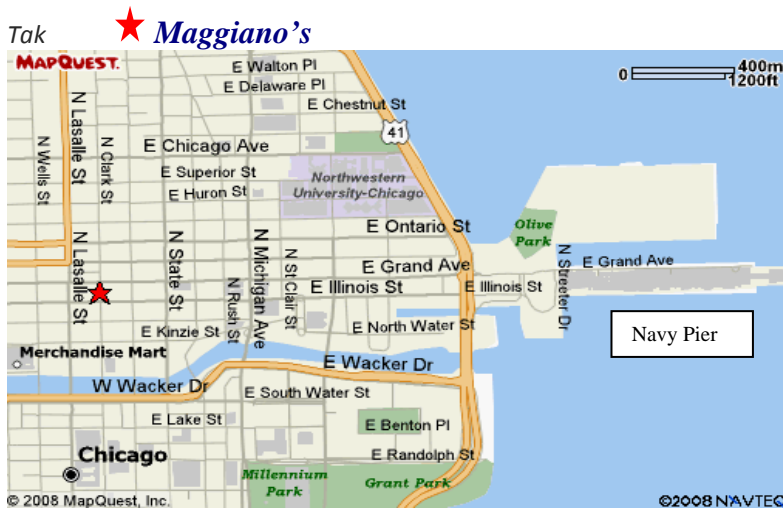 Tak
Maggiano's
MAPQUEST.
0 400m
1200ft
E Walton Pl
E Delaware Pl
E Chestnut St
41
N Lasalle St
N Wells St
N Clark St
E Chicago Ave
E Superior St
E Huron St
Northwestern
University-Chicago
E Ontario St
Olive
Park
N Lasalle St
N State St
N Rush St
N Michigan Ave
N St Clair St
E Grand Ave
E Illinois St
E Illinois St
N Streeter Dr
E Grand Ave
E Kinzie St
E North Water St
Navy Pier
Merchandise Mart
E Wacker Dr
W Wacker Dr
E South Water St
E Lake St
E Benton Pl
Chicago
E Randolph St
Millennium
Park
Grant Park
© 2008 MapQuest, Inc.
©2008 NAVTEQ